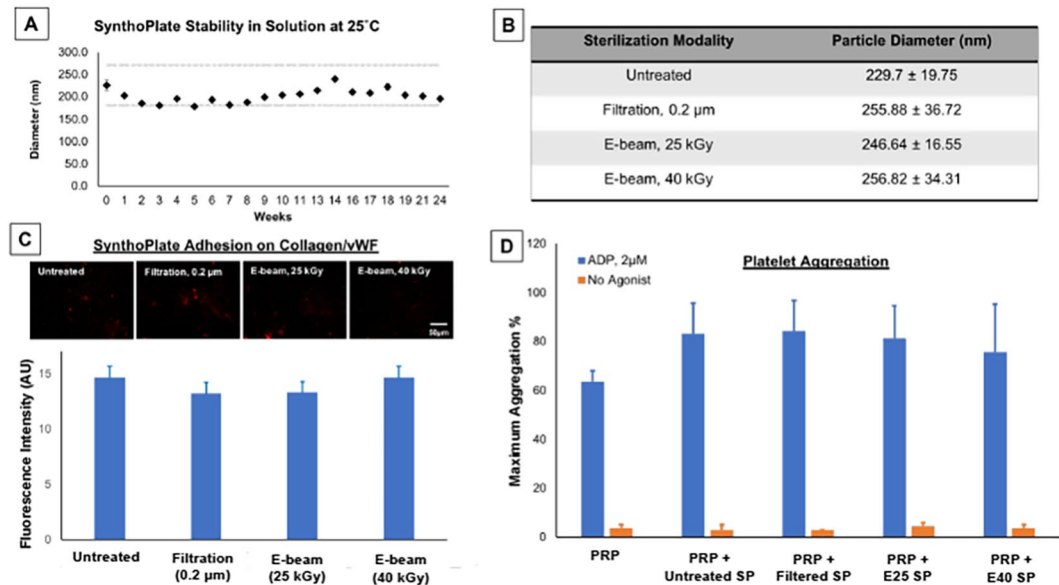 A
SynthoPlate Stability in Solution at 25˚C
Diameter (nm)
300.0
250.0
200.0
150.0
100.0
50.0
0.0
0 1 2 3 4 5 6 7 8 9 10 11 13 14 16 17 18 19 21 24
Weeks
B
Sterilization Modality Particle Diameter (nm)
Untreated 229.7 ± 19.75
Filtration, 0.2 µm 255.88 ± 36.72
E-beam, 25 kGy 246.64 ± 16.55
E-beam, 40 kGy 256.82 ± 34.31
C
SynthoPlate Adhesion on Collagen/vWF
Untreated Filtration, 0.2 µm E-beam, 25 kGy E-beam, 40 kGy
50µm
Fluorescence Intensity (AU)
15
10
5
0
Untreated Filtration E-beam E-beam
(0.2 µm) (25 kGy) (40 kGy)
D
Platelet Aggregation
ADP, 2µM
No Agonist
Maximum Aggregation %
120
100
80
60
40
20
0
PRP PRP + PRP + PRP + PRP +
Untreated SP Filtered SP E25 SP E40 SP